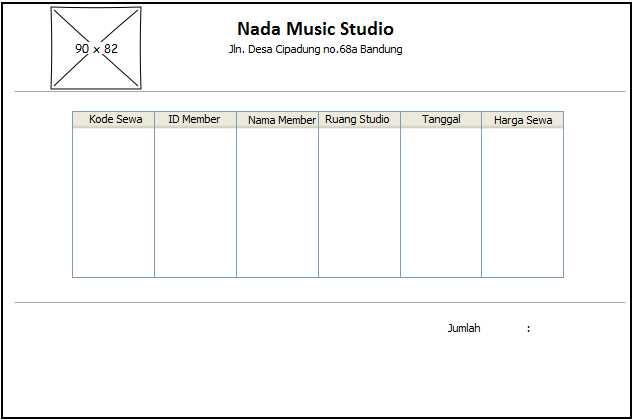 90 x 82
Nada Music Studio
Jln. Desa Cipadung no.68a Bandung
Kode Sewa ID Member Nama Member Ruang Studio Tanggal Harga Sewa
Jumlah :